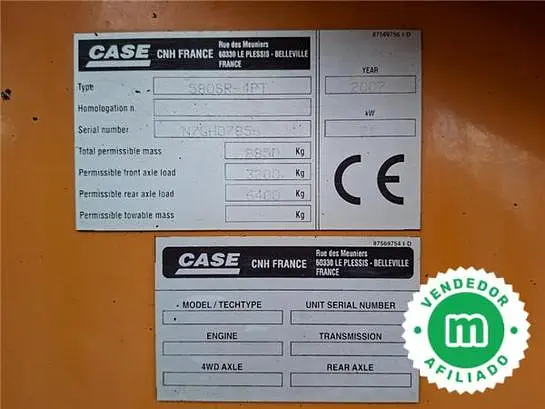 87569756 I D
CASE CNH FRANCE Rue des Meuniers
60330 LE PLESSIS - BELLEVILLE
FRANCE
YEAR
Type 580SR-4PT 2007
Homologation n. kW
Serial number
Total permissible mass 8850 Kg
Permissible front axle load 3200 Kg
Permissible rear axle load 6400 Kg
Permissible towable mass Kg
CE
87569754 I D
CASE CNH FRANCE Rue des Meuniers
60330 LE PLESSIS - BELLEVILLE
FRANCE
MODEL / TECHTYPE UNIT SERIAL NUMBER
ENGINE TRANSMISSION
4WD AXLE REAR AXLE
VENDEDOR
m
AFILIADO